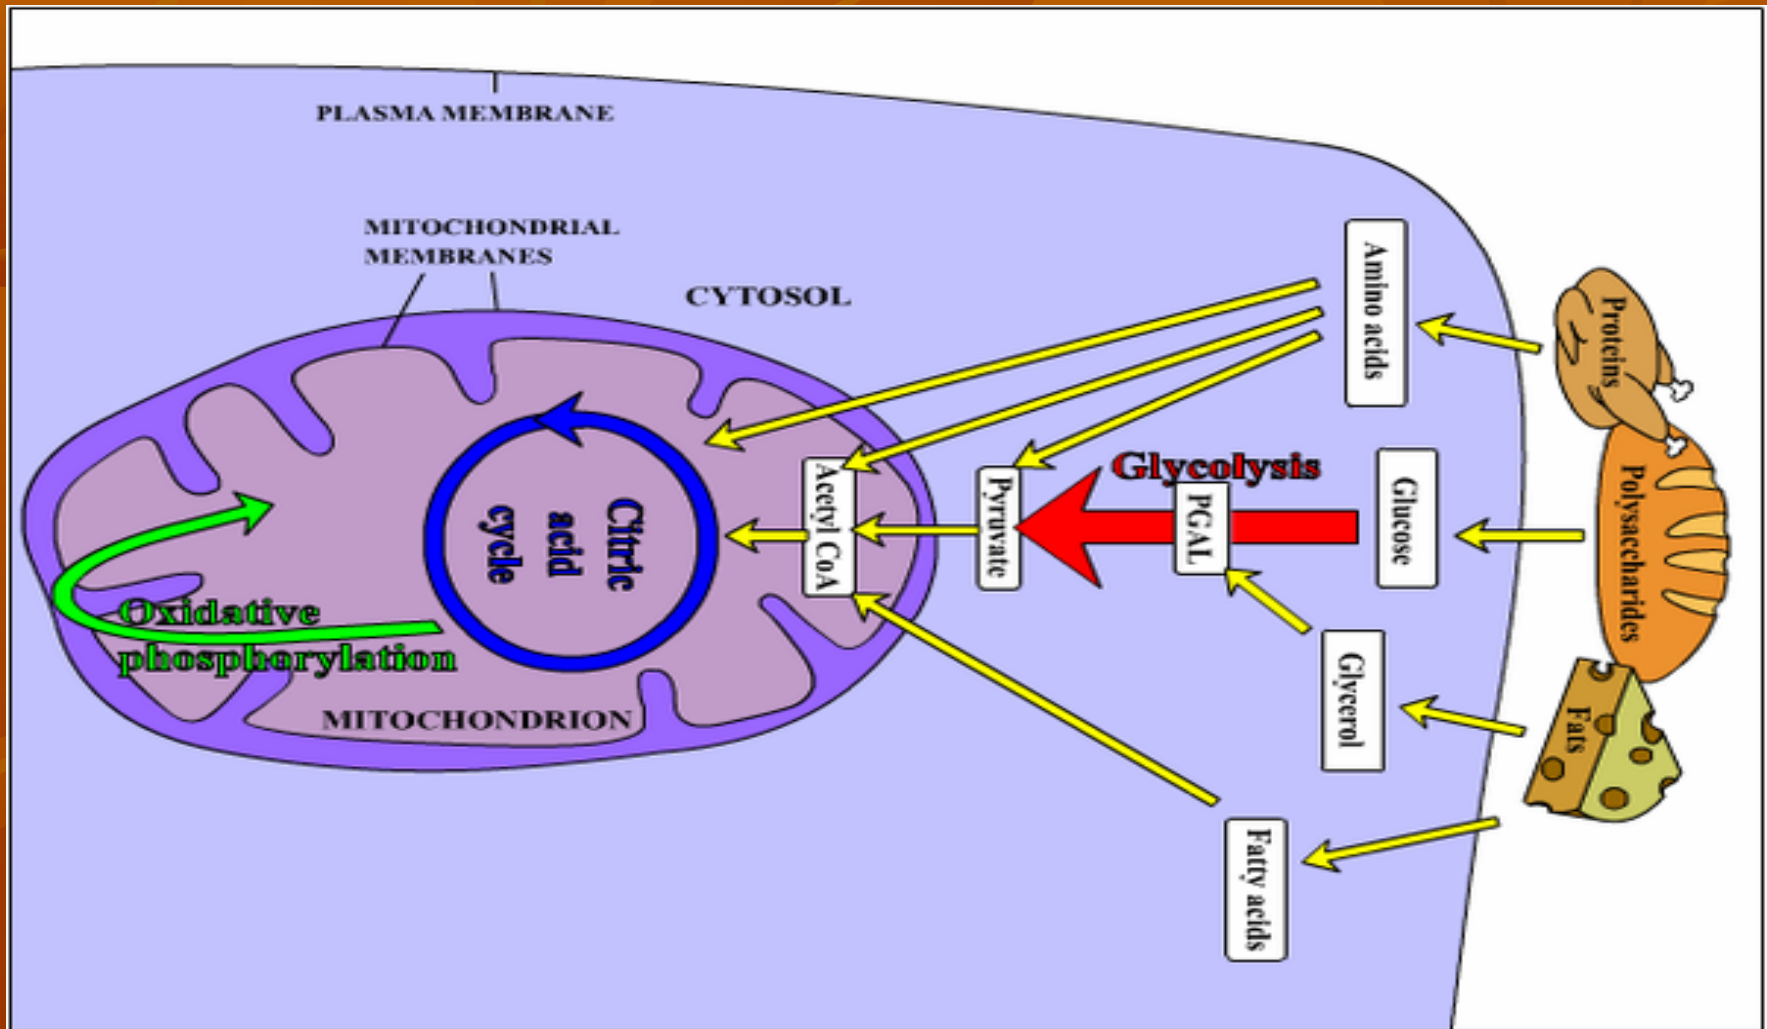 PLASMA MEMBRANE
MITOCHONDRIAL
MEMBRANES
CYTOSOL
Amino acids
Proteins
Glycolysis
Glucose
Polysaccharides
PGAL
Pyruvate
Acetyl CoA
Citric
acid
cycle
Oxidative
phosphorylation
MITOCHONDRION
Glycerol
Fats
Fatty acids